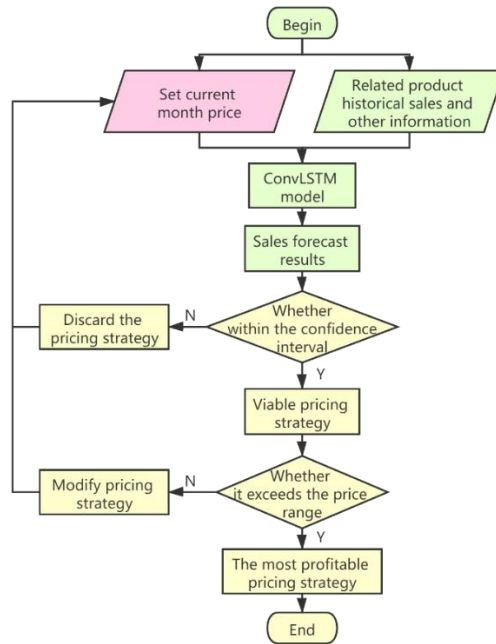 Begin
Set current
month price
Related product
historical sales and
other information
ConvLSTM
model
Sales forecast
results
Whether
within the confidence
interval
N
Discard the
pricing strategy
Y
Viable pricing
strategy
Whether
it exceeds the price
range
N
Modify pricing
strategy
Y
The most profitable
pricing strategy
End